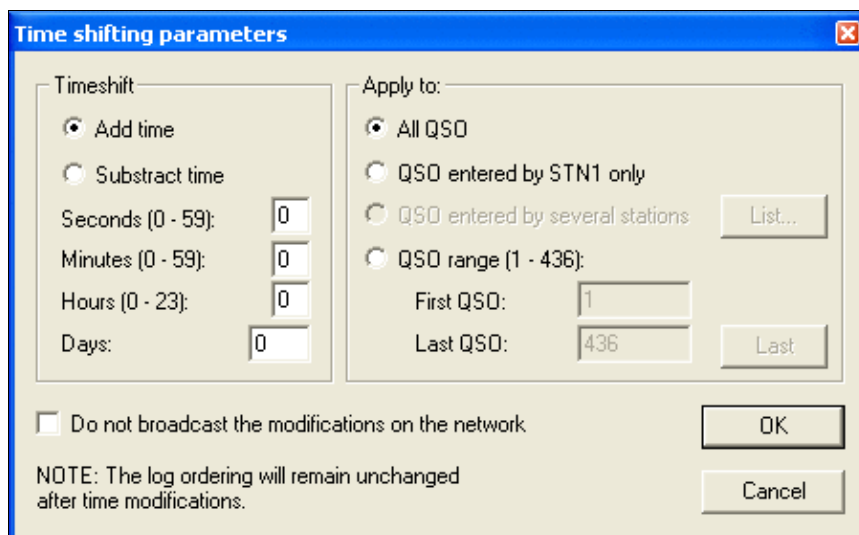 Time shifting parameters
Timeshift
Add time
Substract time
Seconds (0 - 59): 0
Minutes (0 - 59): 0
Hours (0 - 23): 0
Days: 0
Apply to:
All QSO
QSO entered by STN1 only
QSO entered by several stations List...
QSO range (1 - 436):
First QSO: 1
Last QSO: 436 Last
Do not broadcast the modifications on the network
OK
NOTE: The log ordering will remain unchanged
after time modifications.
Cancel